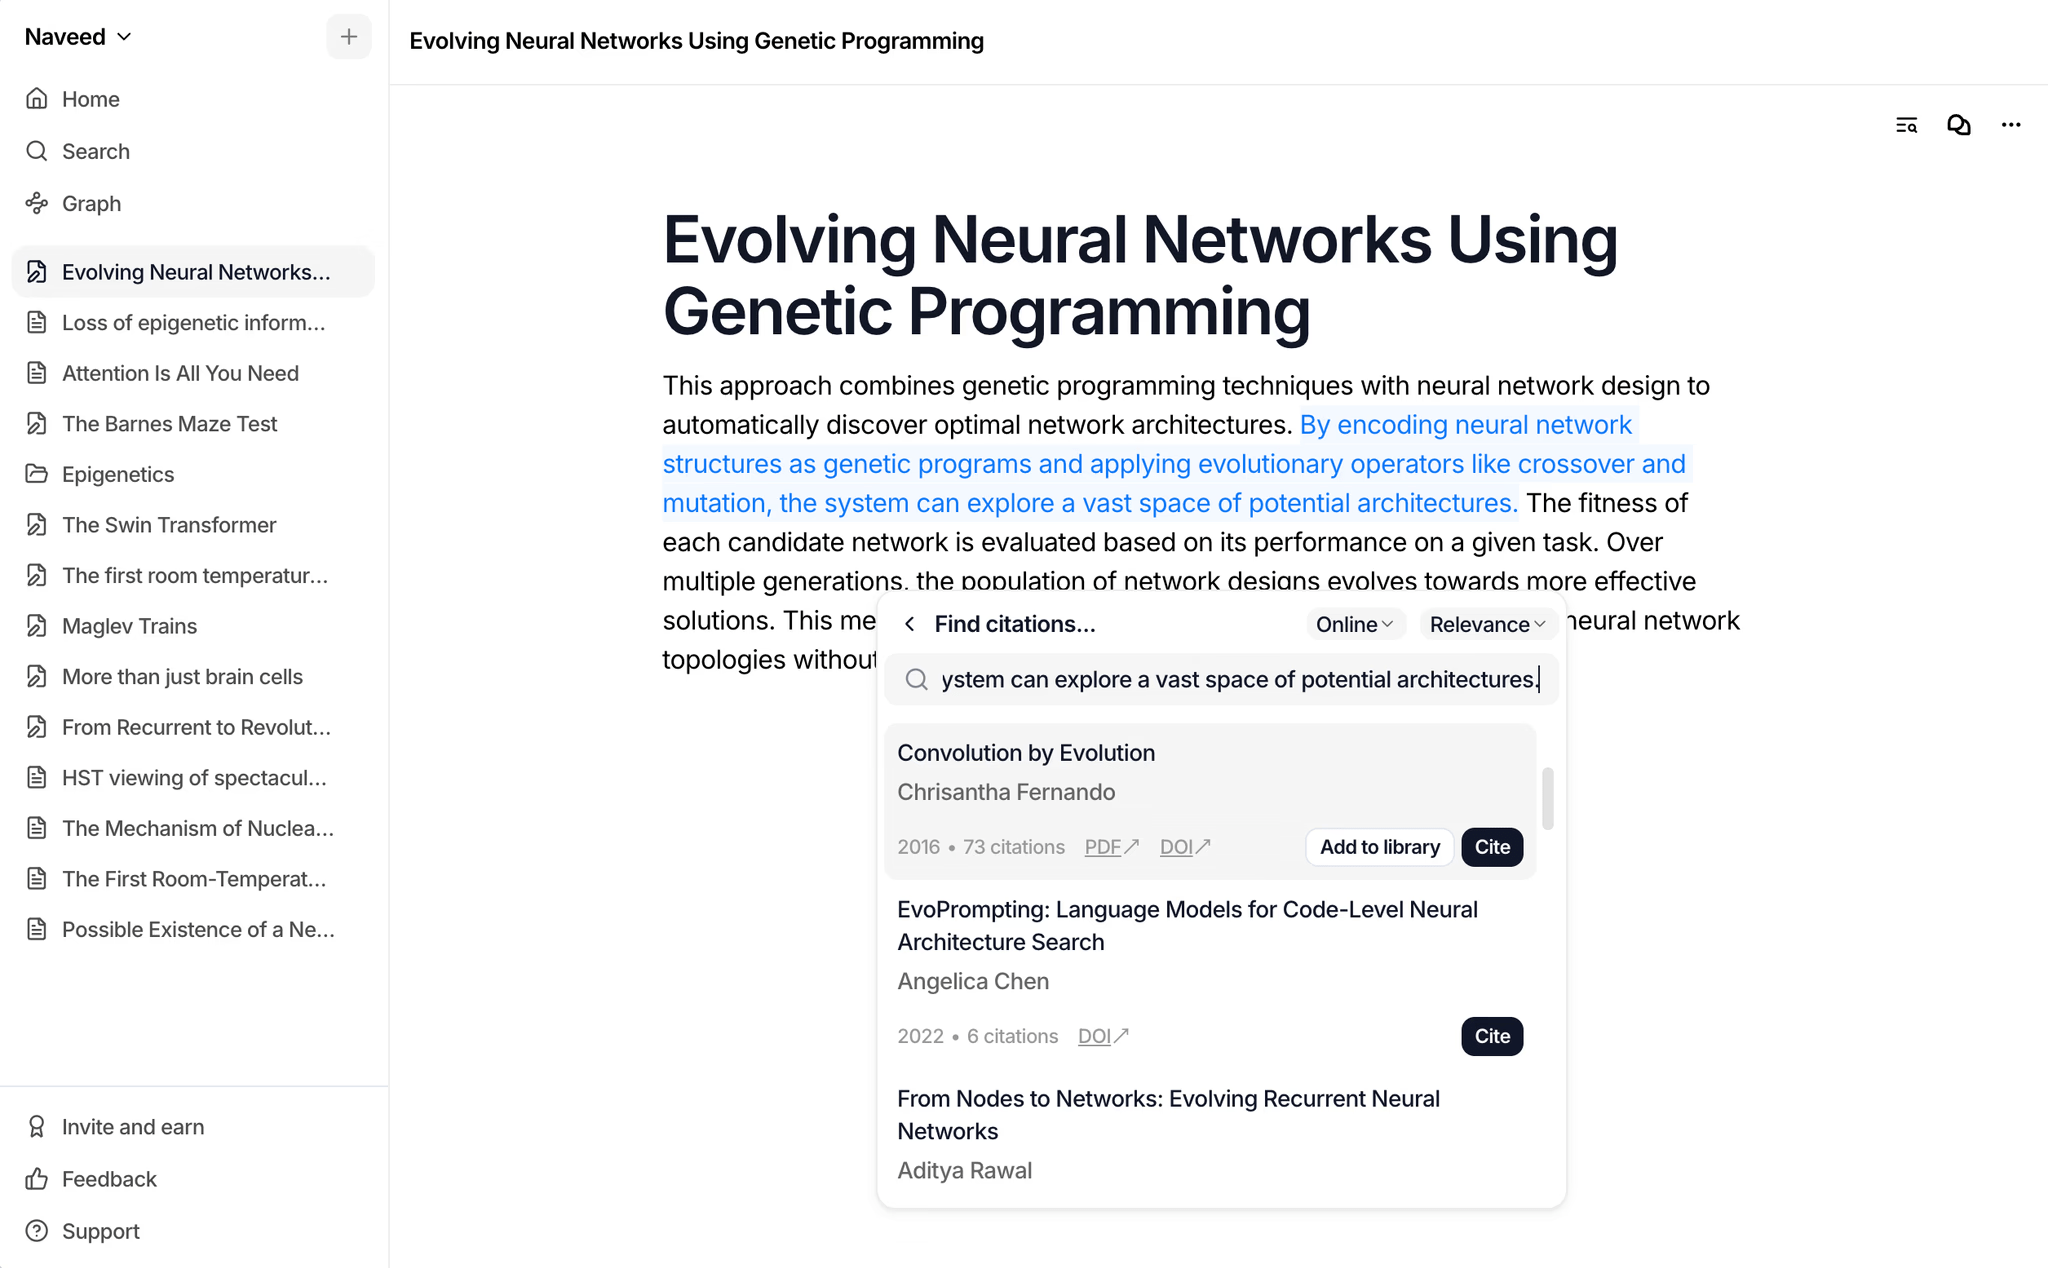 Naveed
Home
Search
Graph
Evolving Neural Networks...
Loss of epigenetic inform...
Attention Is All You Need
The Barnes Maze Test
Epigenetics
The Swin Transformer
The first room temperatur...
Maglev Trains
More than just brain cells
From Recurrent to Revolut...
HST viewing of spectacul...
The Mechanism of Nuclea...
The First Room-Temperat...
Possible Existence of a Ne...
Invite and earn
Feedback
Support
Evolving Neural Networks Using Genetic Programming
Evolving Neural Networks Using
Genetic Programming
This approach combines genetic programming techniques with neural network design to
automatically discover optimal network architectures. By encoding neural network
structures as genetic programs and applying evolutionary operators like crossover and
mutation, the system can explore a vast space of potential architectures. The fitness of
each candidate network is evaluated based on its performance on a given task. Over
multiple generations, the population of network designs evolves towards more effective
solutions. This me neural network
topologies without
Find citations... Online Relevance
ystem can explore a vast space of potential architectures.
Convolution by Evolution
Chrisantha Fernando
2016 • 73 citations PDF DOI Add to library Cite
EvoPrompting: Language Models for Code-Level Neural
Architecture Search
Angelica Chen
2022 • 6 citations DOI Cite
From Nodes to Networks: Evolving Recurrent Neural
Networks
Aditya Rawal